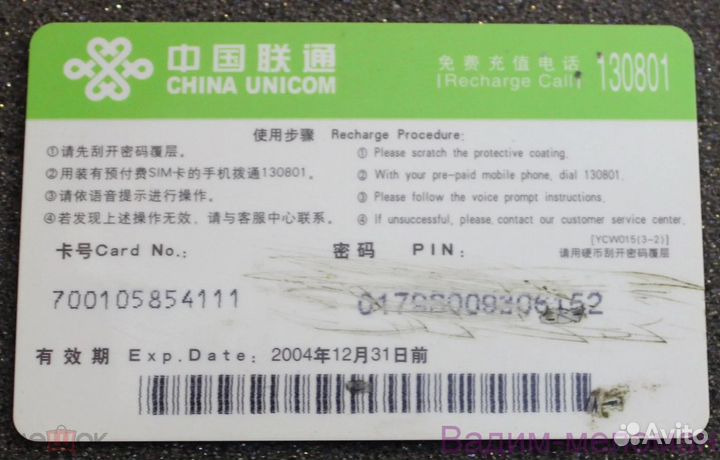 中国联通
CHINA UNICOM
免费充值电话
Recharge Call
130801
使用步骤 Recharge Procedure:
①请先刮开密码覆层。
②用装有预付费SIM卡的手机拨通130801。
③请依语音提示进行操作。
④若发现上述操作无效，请与客服中心联系。
① Please scratch the protective coating.
② With your pre-paid mobile phone, dial 130801.
③ Please follow the voice prompt instructions.
④ If unsuccessful, please contact our customer service center.
[YCW015(3-2)]
卡号Card No.: 密码 PIN: 请用硬币刮开密码覆层
700105854111
有效期 Exp.Date: 2004年12月31日前
Avito